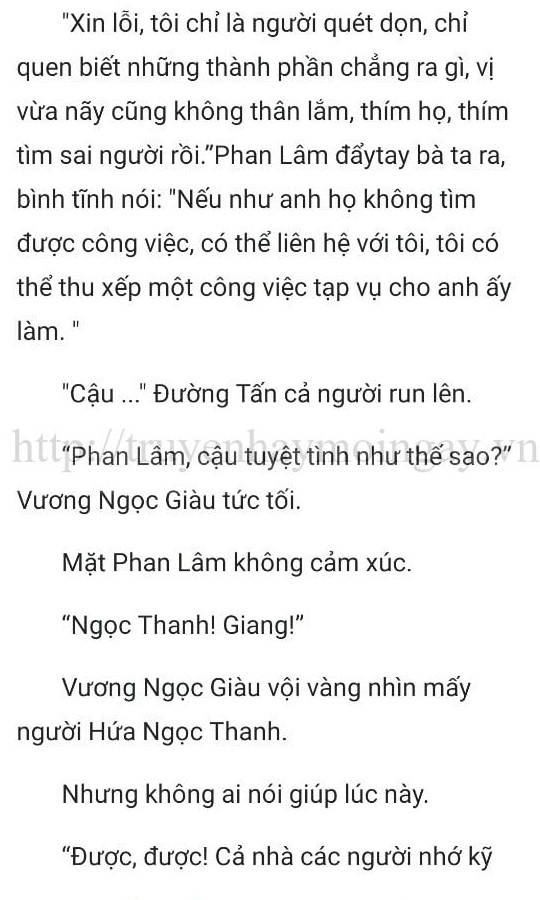 "Xin lỗi, tôi chỉ là người quét dọn, chỉ
quen biết những thành phần chẳng ra gì, vị
vừa nãy cũng không thân lắm, thím họ, thím
tìm sai người rồi."Phan Lâm đẩytay bà ta ra,
bình tĩnh nói: "Nếu như anh họ không tìm
được công việc, có thể liên hệ với tôi, tôi có
thể thu xếp một công việc tạp vụ cho anh ấy
làm. "
"Cậu ..." Đường Tấn cả người run lên.
http://truyenhaymoingay.vn
“Phan Lâm, cậu tuyệt tình như thế sao?”
Vương Ngọc Giàu tức tối.
Mặt Phan Lâm không cảm xúc.
“Ngọc Thanh! Giang!”
Vương Ngọc Giàu vội vàng nhìn mấy
người Hứa Ngọc Thanh.
Nhưng không ai nói giúp lúc này.
“Được, được! Cả nhà các người nhớ kỹ